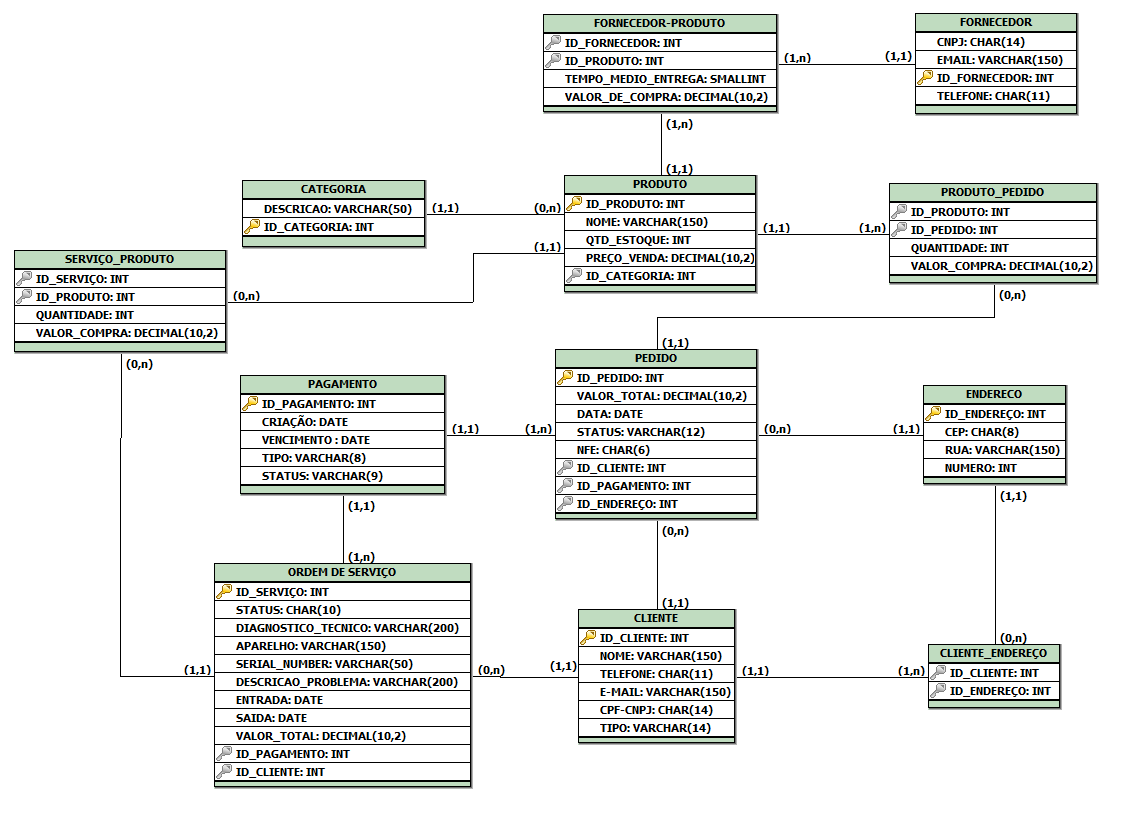 FORNECEDOR-PRODUTO
ID_FORNECEDOR: INT
ID_PRODUTO: INT
TEMPO_MEDIO_ENTREGA: SMALLINT
VALOR_DE_COMPRA: DECIMAL(10,2)
(1,n)
(1,1)
FORNECEDOR
CNPJ: CHAR(14)
EMAIL: VARCHAR(150)
ID_FORNECEDOR: INT
TELEFONE: CHAR(11)
(1,n)
(1,1)
CATEGORIA
DESCRICAO: VARCHAR(50)
ID_CATEGORIA: INT
(1,1)
(0,n)
PRODUTO
ID_PRODUTO: INT
NOME: VARCHAR(150)
QTD_ESTOQUE: INT
PREÇO_VENDA: DECIMAL(10,2)
ID_CATEGORIA: INT
(1,1)
(1,n)
PRODUTO_PEDIDO
ID_PRODUTO: INT
ID_PEDIDO: INT
QUANTIDADE: INT
VALOR_COMPRA: DECIMAL(10,2)
(1,1)
SERVIÇO_PRODUTO
ID_SERVIÇO: INT
ID_PRODUTO: INT
QUANTIDADE: INT
VALOR_COMPRA: DECIMAL(10,2)
(0,n)
(0,n)
(1,1)
(0,n)
PAGAMENTO
ID_PAGAMENTO: INT
CRIAÇÃO: DATE
VENCIMENTO : DATE
TIPO: VARCHAR(8)
STATUS: VARCHAR(9)
(1,1)
(1,n)
PEDIDO
ID_PEDIDO: INT
VALOR_TOTAL: DECIMAL(10,2)
DATA: DATE
STATUS: VARCHAR(12)
NFE: CHAR(6)
ID_CLIENTE: INT
ID_PAGAMENTO: INT
ID_ENDEREÇO: INT
(0,n)
(1,1)
ENDERECO
ID_ENDEREÇO: INT
CEP: CHAR(8)
RUA: VARCHAR(150)
NUMERO: INT
(1,1)
(1,1)
(0,n)
(1,n)
ORDEM DE SERVIÇO
ID_SERVIÇO: INT
STATUS: CHAR(10)
DIAGNOSTICO_TECNICO: VARCHAR(200)
APARELHO: VARCHAR(150)
SERIAL_NUMBER: VARCHAR(50)
DESCRICAO_PROBLEMA: VARCHAR(200)
ENTRADA: DATE
SAIDA: DATE
VALOR_TOTAL: DECIMAL(10,2)
ID_PAGAMENTO: INT
ID_CLIENTE: INT
(1,1)
(0,n)
(1,1)
(1,1)
CLIENTE
ID_CLIENTE: INT
NOME: VARCHAR(150)
TELEFONE: CHAR(11)
E-MAIL: VARCHAR(150)
CPF-CNPJ: CHAR(14)
TIPO: VARCHAR(14)
(1,1)
(1,n)
(0,n)
CLIENTE_ENDEREÇO
ID_CLIENTE: INT
ID_ENDEREÇO: INT